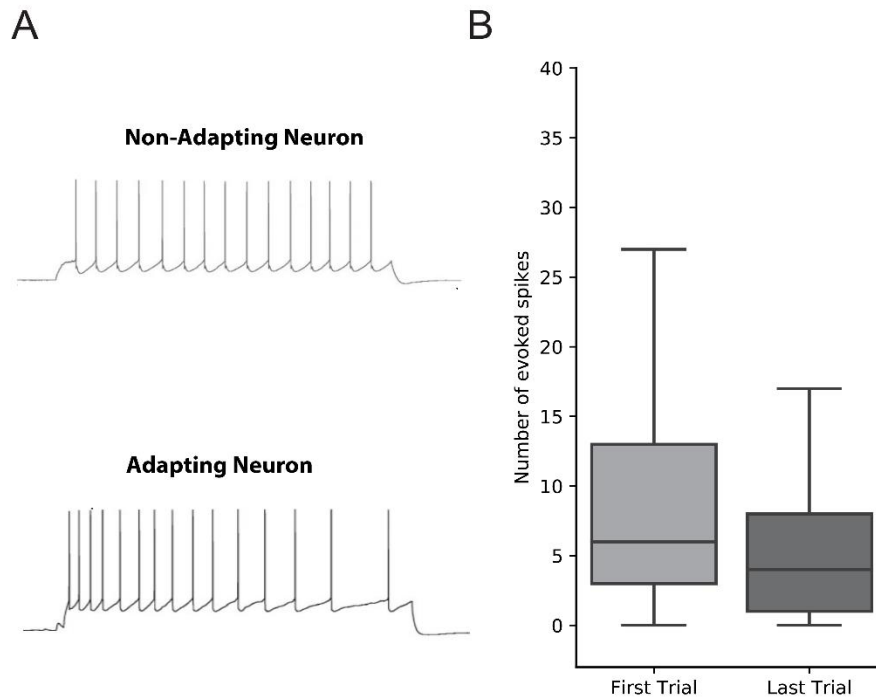 A
Non-Adapting Neuron
Adapting Neuron
B
Number of evoked spikes
40
35
30
25
20
15
10
5
0
First Trial
Last Trial